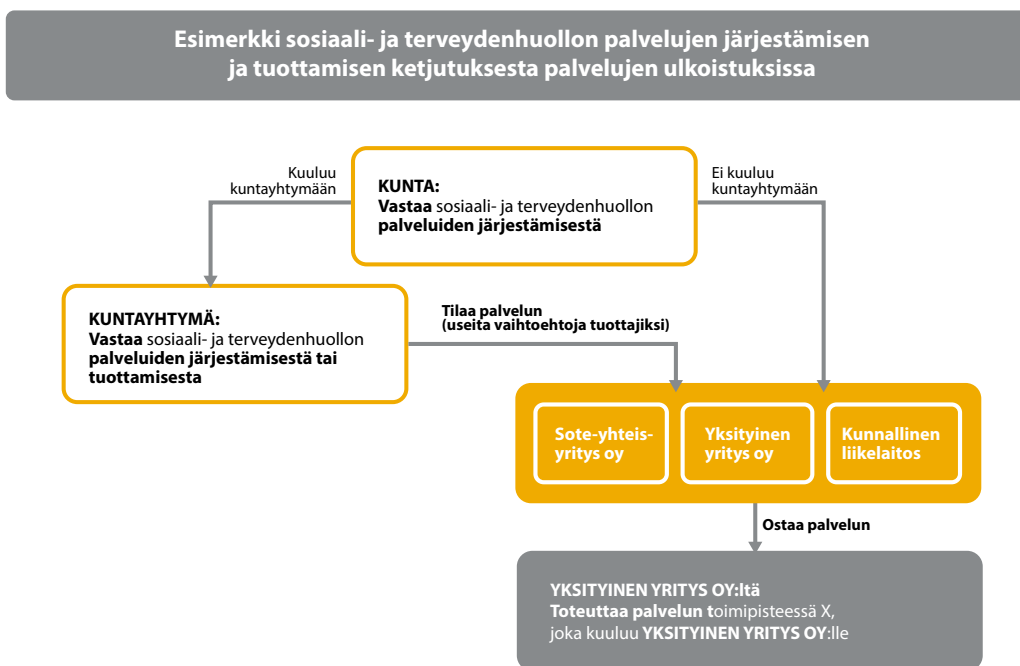 Esimerkki sosiaali- ja terveydenhuollon palvelujen järjestämisen
ja tuottamisen ketjutuksesta palvelujen ulkoistuksissa
Kuuluu
kuntayhtymään
KUNTA:
Vastaa sosiaali- ja terveydenhuollon
palveluiden järjestämisestä
Ei kuuluu
kuntayhtymään
KUNTAYHTYMÄ:
Vastaa sosiaali- ja terveydenhuollon
palveluiden järjestämisestä tai
tuottamisesta
Tilaa palvelun
(useita vaihtoehtoja tuottajiksi)
Sote-yhteis-
yritys oy
Yksityinen
yritys oy
Kunnallinen
liikelaitos
Ostaa palvelun
YKSITYINEN YRITYS OY:ltä
Toteuttaa palvelun toimipisteessä X,
joka kuuluu YKSITYINEN YRITYS OY:lle